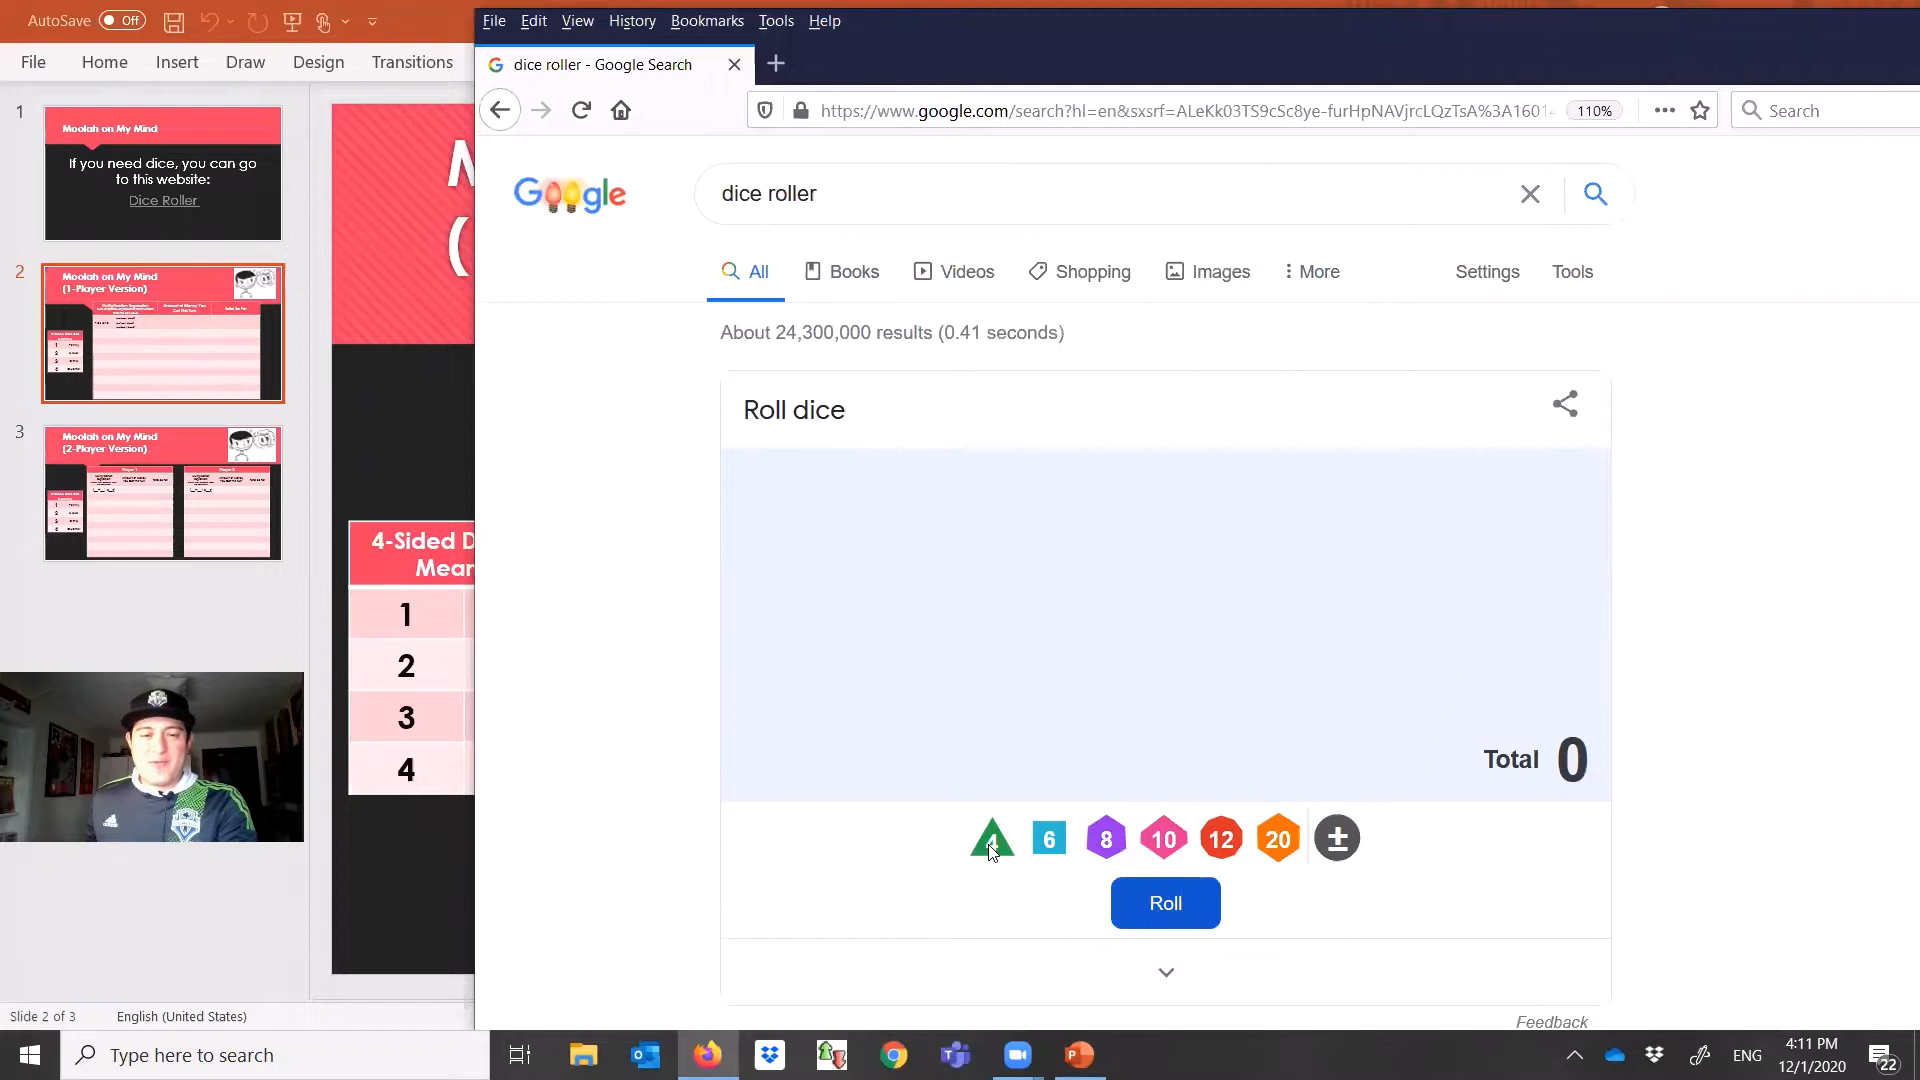 AutoSave Off
File Home Insert Draw Design Transitions
1
Moolah on My Mind
If you need dice, you can go
to this website:
Dice Roller
2
Moolah on My Mind
(1-Player Version)
3
Moolah on My Mind
(2-Player Version)
M
(
4-Sided D
Mean
1
2
3
4
Slide 2 of 3 English (United States)
File Edit View History Bookmarks Tools Help
dice roller - Google Search
https://www.google.com/search?hl=en&sxsrf=ALeKk03TS9cSc8ye-furHpNAVjrcLQzTsA%3A1601 110% Search
Google dice roller
All Books Videos Shopping Images More Settings Tools
About 24,300,000 results (0.41 seconds)
Roll dice
Total 0
4 6 8 10 12 20 ±
Roll
Feedback
Type here to search
ENG
4:11 PM
12/1/2020
22